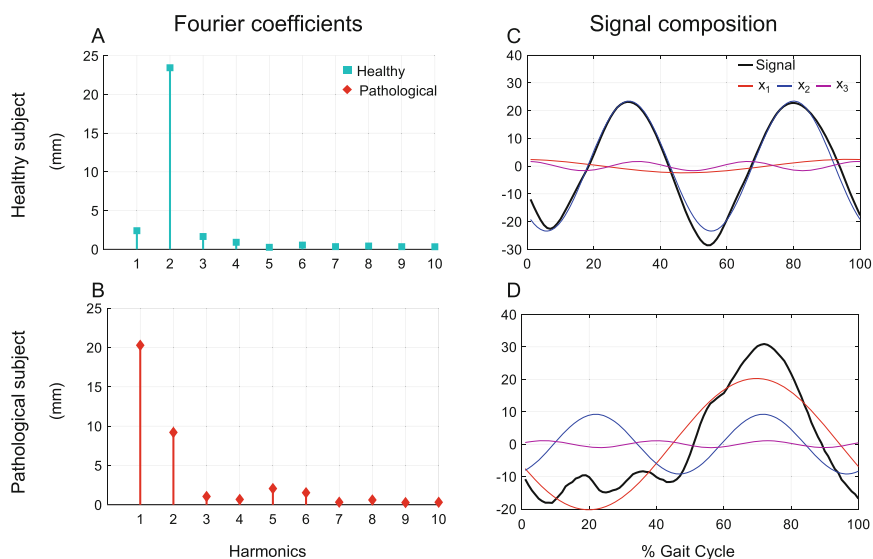 Fourier coefficients
Signal composition
A
C
Healthy subject
(mm)
25
20
15
10
5
0
1 2 3 4 5 6 7 8 9 10
Healthy
Pathological
40
30
20
10
0
-10
-20
-30
0 20 40 60 80 100
Signal
x1 x2 x3
B
D
Pathological subject
(mm)
25
20
15
10
5
0
1 2 3 4 5 6 7 8 9 10
Harmonics
40
30
20
10
0
-10
-20
0 20 40 60 80 100
% Gait Cycle